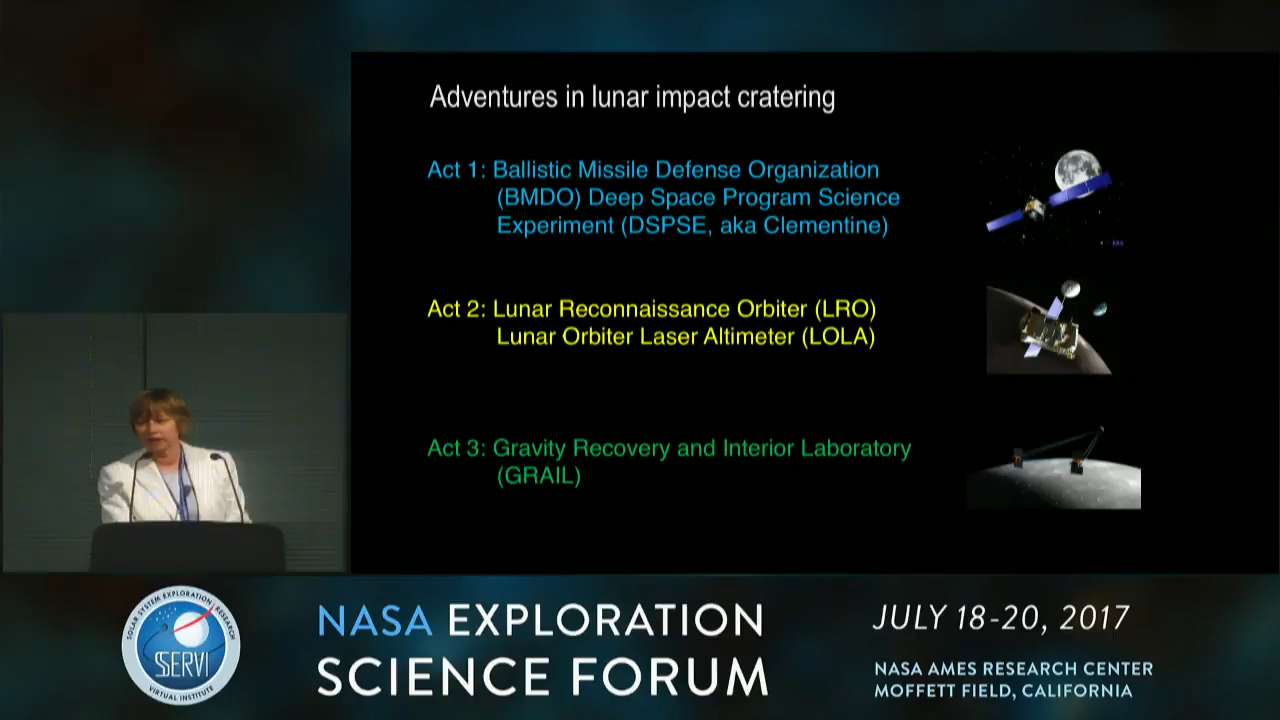 Adventures in lunar impact cratering
Act 1: Ballistic Missile Defense Organization
(BMDO) Deep Space Program Science
Experiment (DSPSE, aka Clementine)
Act 2: Lunar Reconnaissance Orbiter (LRO)
Lunar Orbiter Laser Altimeter (LOLA)
Act 3: Gravity Recovery and Interior Laboratory
(GRAIL)
SOLAR SYSTEM EXPLORATION RESEARCH
SSERVI
VIRTUAL INSTITUTE
NASA EXPLORATION
SCIENCE FORUM
JULY 18-20, 2017
NASA AMES RESEARCH CENTER
MOFFETT FIELD, CALIFORNIA